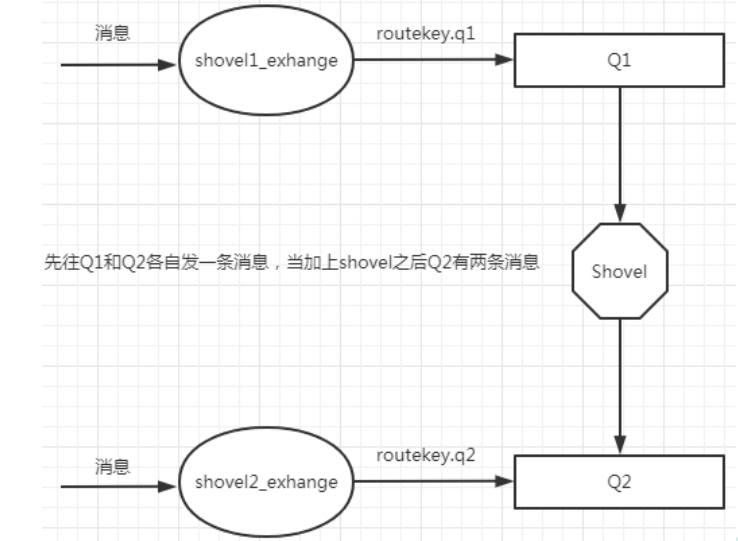 消息
routekey.q1
shovel1_exhange
Q1
先往Q1和Q2各自发一条消息，当加上shovel之后Q2有两条消息
Shovel
消息
routekey.q2
shovel2_exhange
Q2